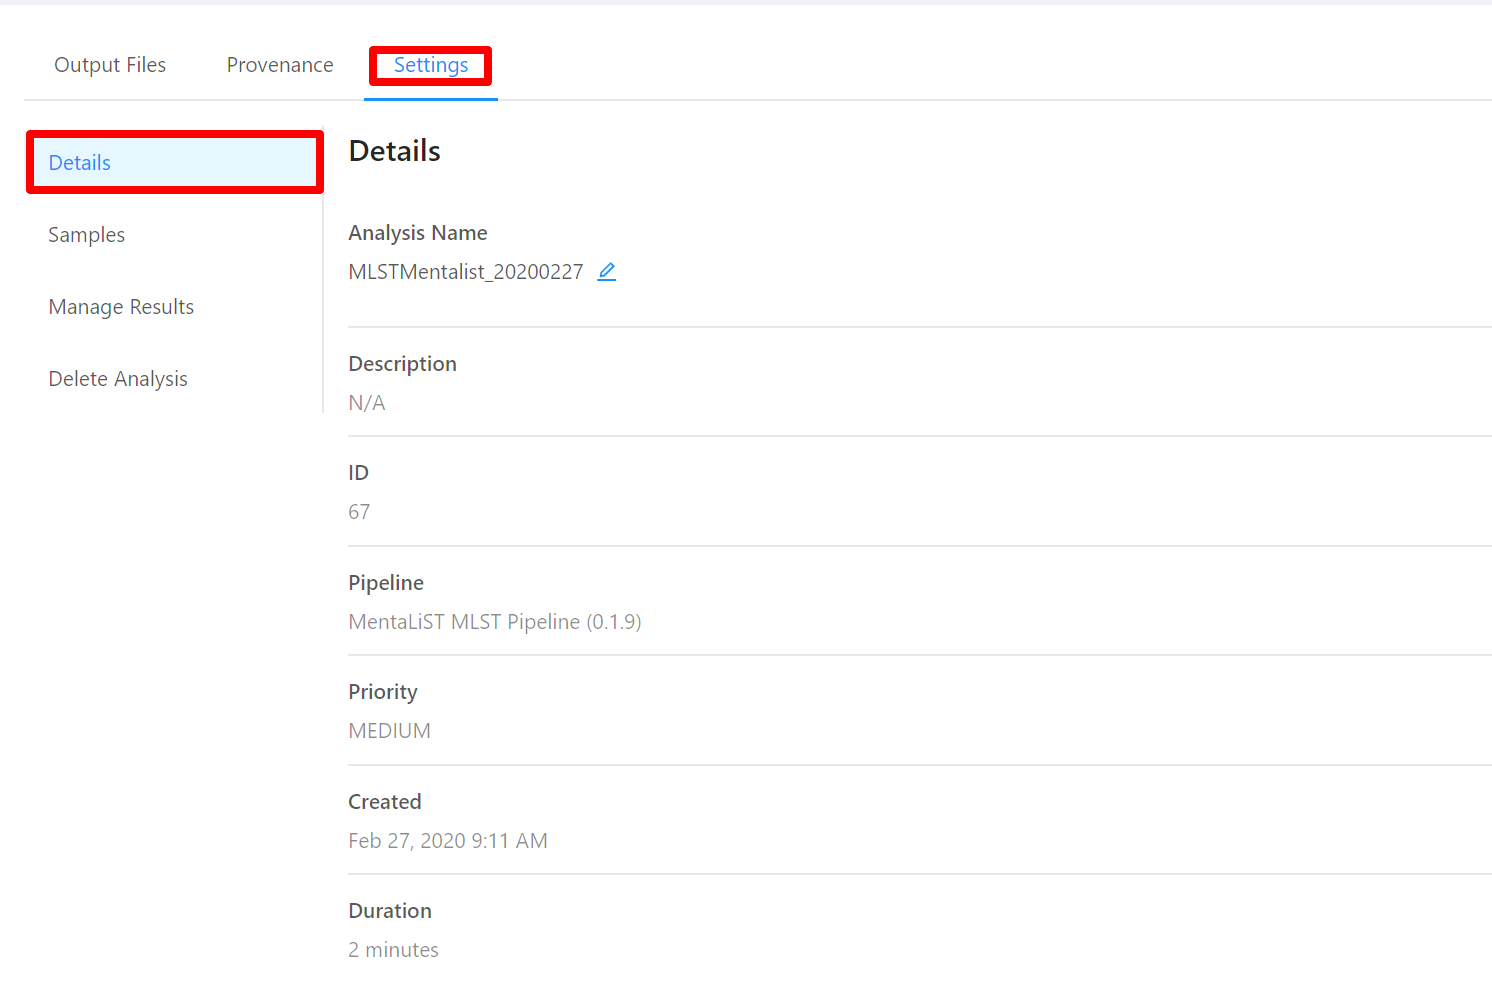 Output Files Provenance Settings
Details
Samples
Manage Results
Delete Analysis
Details
Analysis Name
MLSTMentalist_20200227
Description
N/A
ID
67
Pipeline
MentaLiST MLST Pipeline (0.1.9)
Priority
MEDIUM
Created
Feb 27, 2020 9:11 AM
Duration
2 minutes